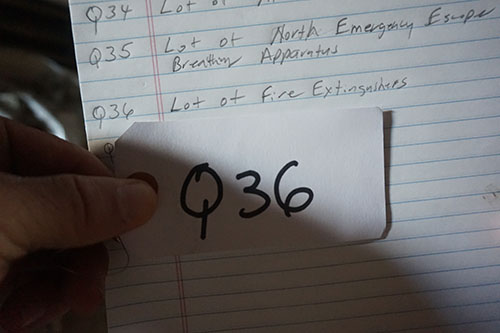 Q34 Lot of
Q35 Lot of North Emergency Escape
Breathing Apparatus
Q36 Lot of Fire Extinguishers
Q
Q36